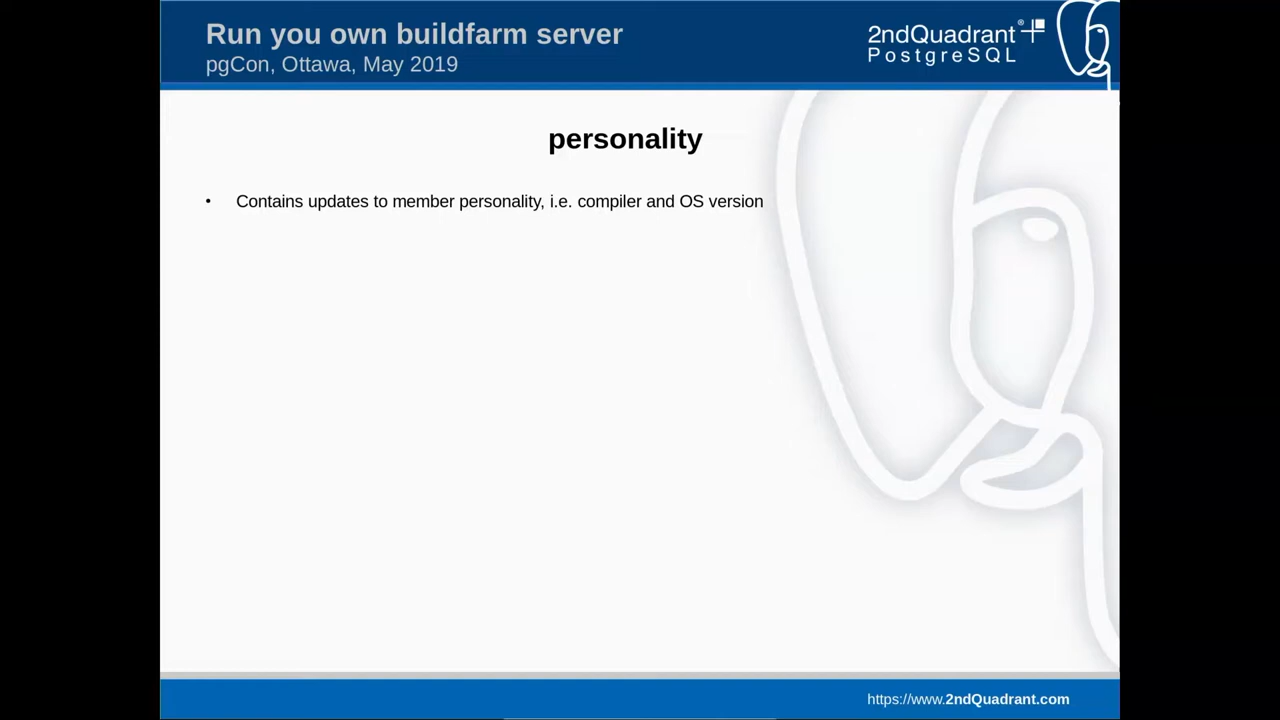 Run you own buildfarm server
pgCon, Ottawa, May 2019
2ndQuadrant®
PostgreSQL
personality
• Contains updates to member personality, i.e. compiler and OS version
https://www.2ndQuadrant.com